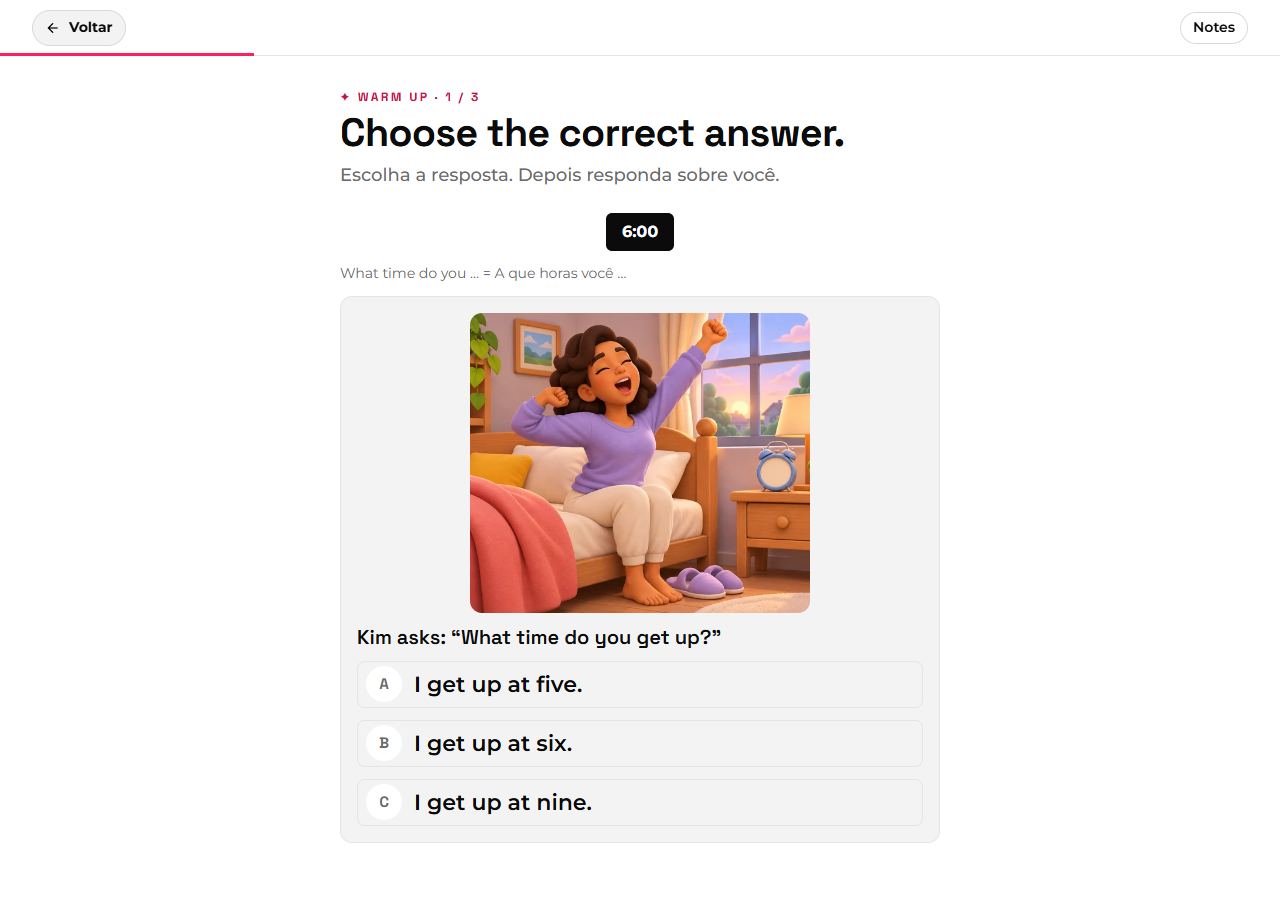 ← Voltar
Notes
✦ WARM UP · 1 / 3
Choose the correct answer.
Escolha a resposta. Depois responda sobre você.
6:00
What time do you ... = A que horas você ...
Kim asks: “What time do you get up?”
A I get up at five.
B I get up at six.
C I get up at nine.